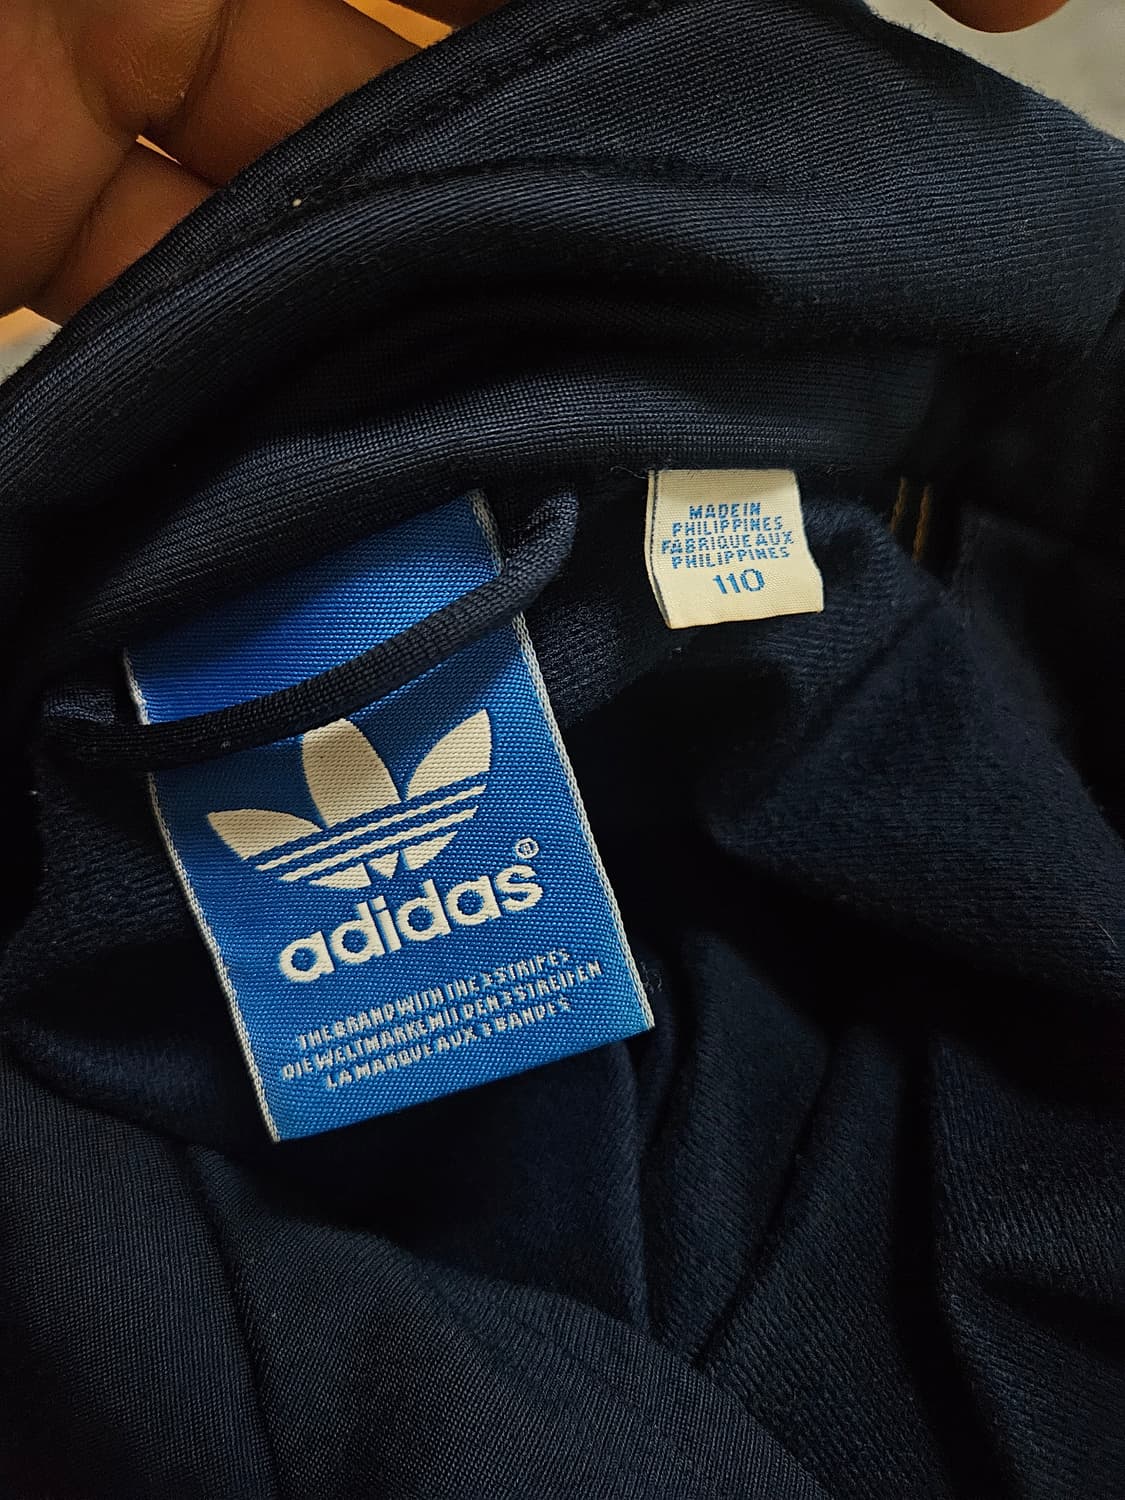 MADE IN
PHILIPPINES
FABRIQUE AUX
PHILIPPINES
110
adidas®
THE BRAND WITH THE 3 STRIPES
DIE WELTMARKE MIT DEN 3 STREIFEN
LA MARQUE AUX 3 BANDES